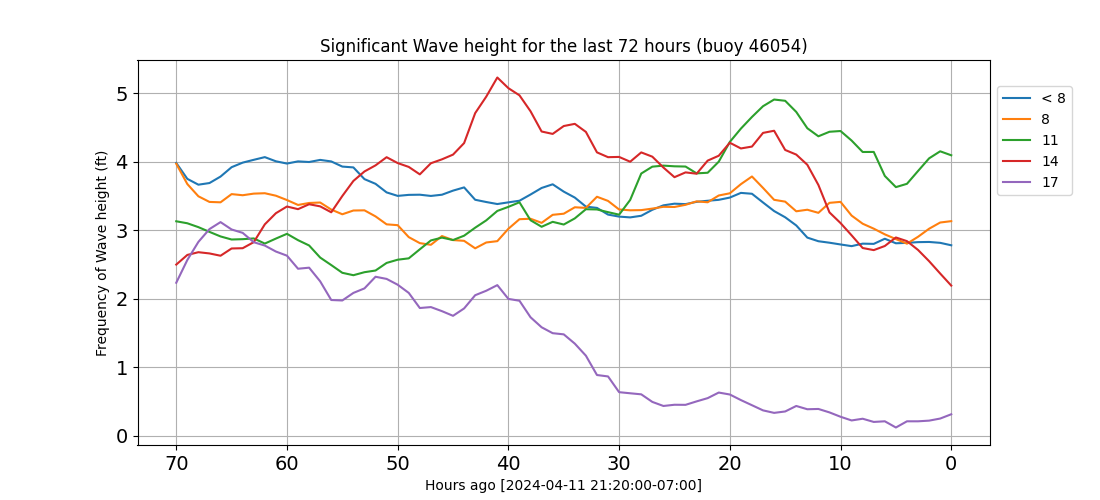 Significant Wave height for the last 72 hours (buoy 46054)
Frequency of Wave height (ft)
5
4
3
2
1
0
70 60 50 40 30 20 10 0
Hours ago [2024-04-11 21:20:00-07:00]
< 8
8
11
14
17